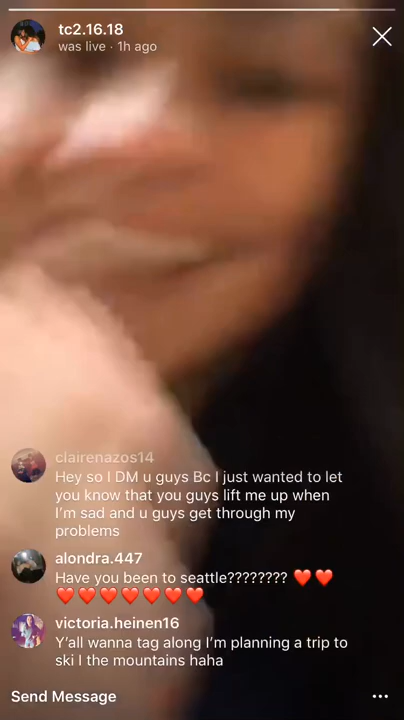 tc2.16.18
was live · 1h ago
clairenazos14
Hey so I DM u guys Bc I just wanted to let
you know that you guys lift me up when
I'm sad and u guys get through my
problems
alondra.447
Have you been to seattle???????? ❤️❤️
❤️❤️❤️❤️❤️❤️❤️
victoria.heinen16
Y'all wanna tag along I'm planning a trip to
ski I the mountains haha
Send Message